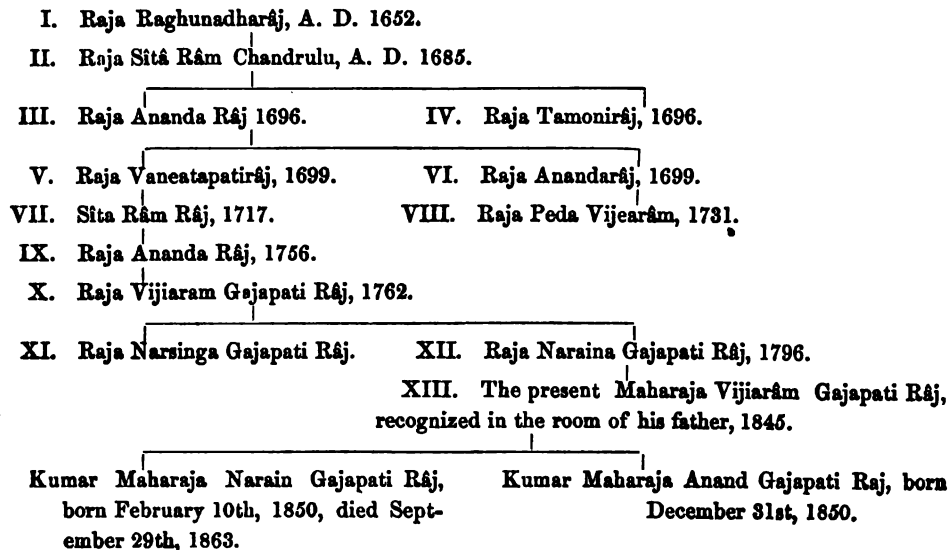 I. Raja Raghunadharâj, A. D. 1652.
II. Raja Sîtâ Râm Chandrulu, A. D. 1685.
III. Raja Ananda Râj 1696. IV. Raja Tamonirâj, 1696.
V. Raja Vaneatapatirâj, 1699. VI. Raja Anandarâj, 1699.
VII. Sîta Râm Râj, 1717. VIII. Raja Peda Vijearâm, 1731.
IX. Raja Ananda Râj, 1756.
X. Raja Vijiaram Gajapati Râj, 1762.
XI. Raja Narsinga Gajapati Râj. XII. Raja Naraina Gajapati Râj, 1796.
XIII. The present Maharaja Vijiarâm Gajapati Râj,
recognized in the room of his father, 1845.
Kumar Maharaja Narain Gajapati Râj,
born February 10th, 1850, died Sept-
ember 29th, 1863.
Kumar Maharaja Anand Gajapati Raj, born
December 31st, 1850.